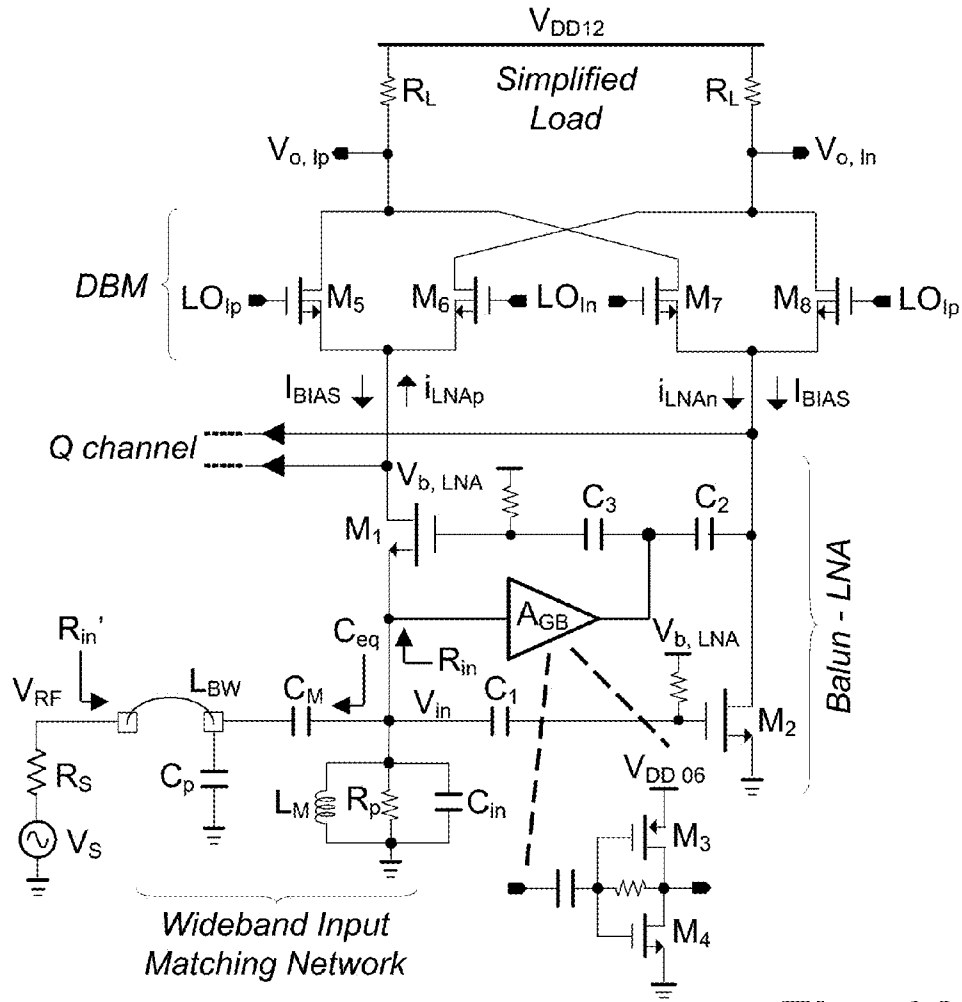 V_DD12
Simplified Load
R_L
R_L
V_o, Ip
V_o, In
DBM
LO_Ip
M_5
M_6
LO_In
M_7
M_8
LO_Ip
I_BIAS
i_LNAp
i_LNAn
I_BIAS
Q channel
V_b, LNA
C_3
C_2
M_1
A_GB
V_b, LNA
Balun - LNA
R_in'
C_eq
R_in
V_RF
L_BW
C_M
V_in
C_1
M_2
R_S
C_p
L_M
R_p
C_in
V_DD 06
V_S
M_3
M_4
Wideband Input
Matching Network